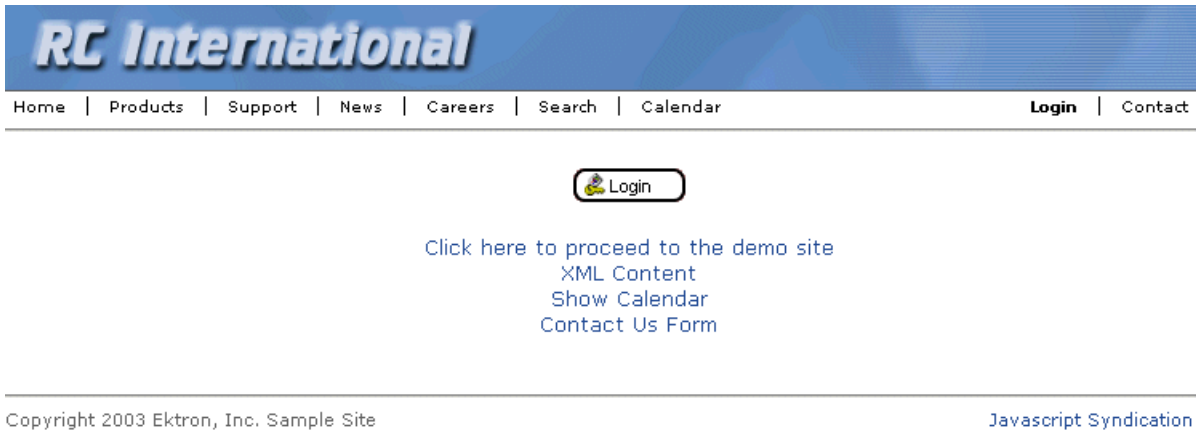 RC International
Home | Products | Support | News | Careers | Search | Calendar Login | Contact
Login
Click here to proceed to the demo site
XML Content
Show Calendar
Contact Us Form
Copyright 2003 Ektron, Inc. Sample Site Javascript Syndication